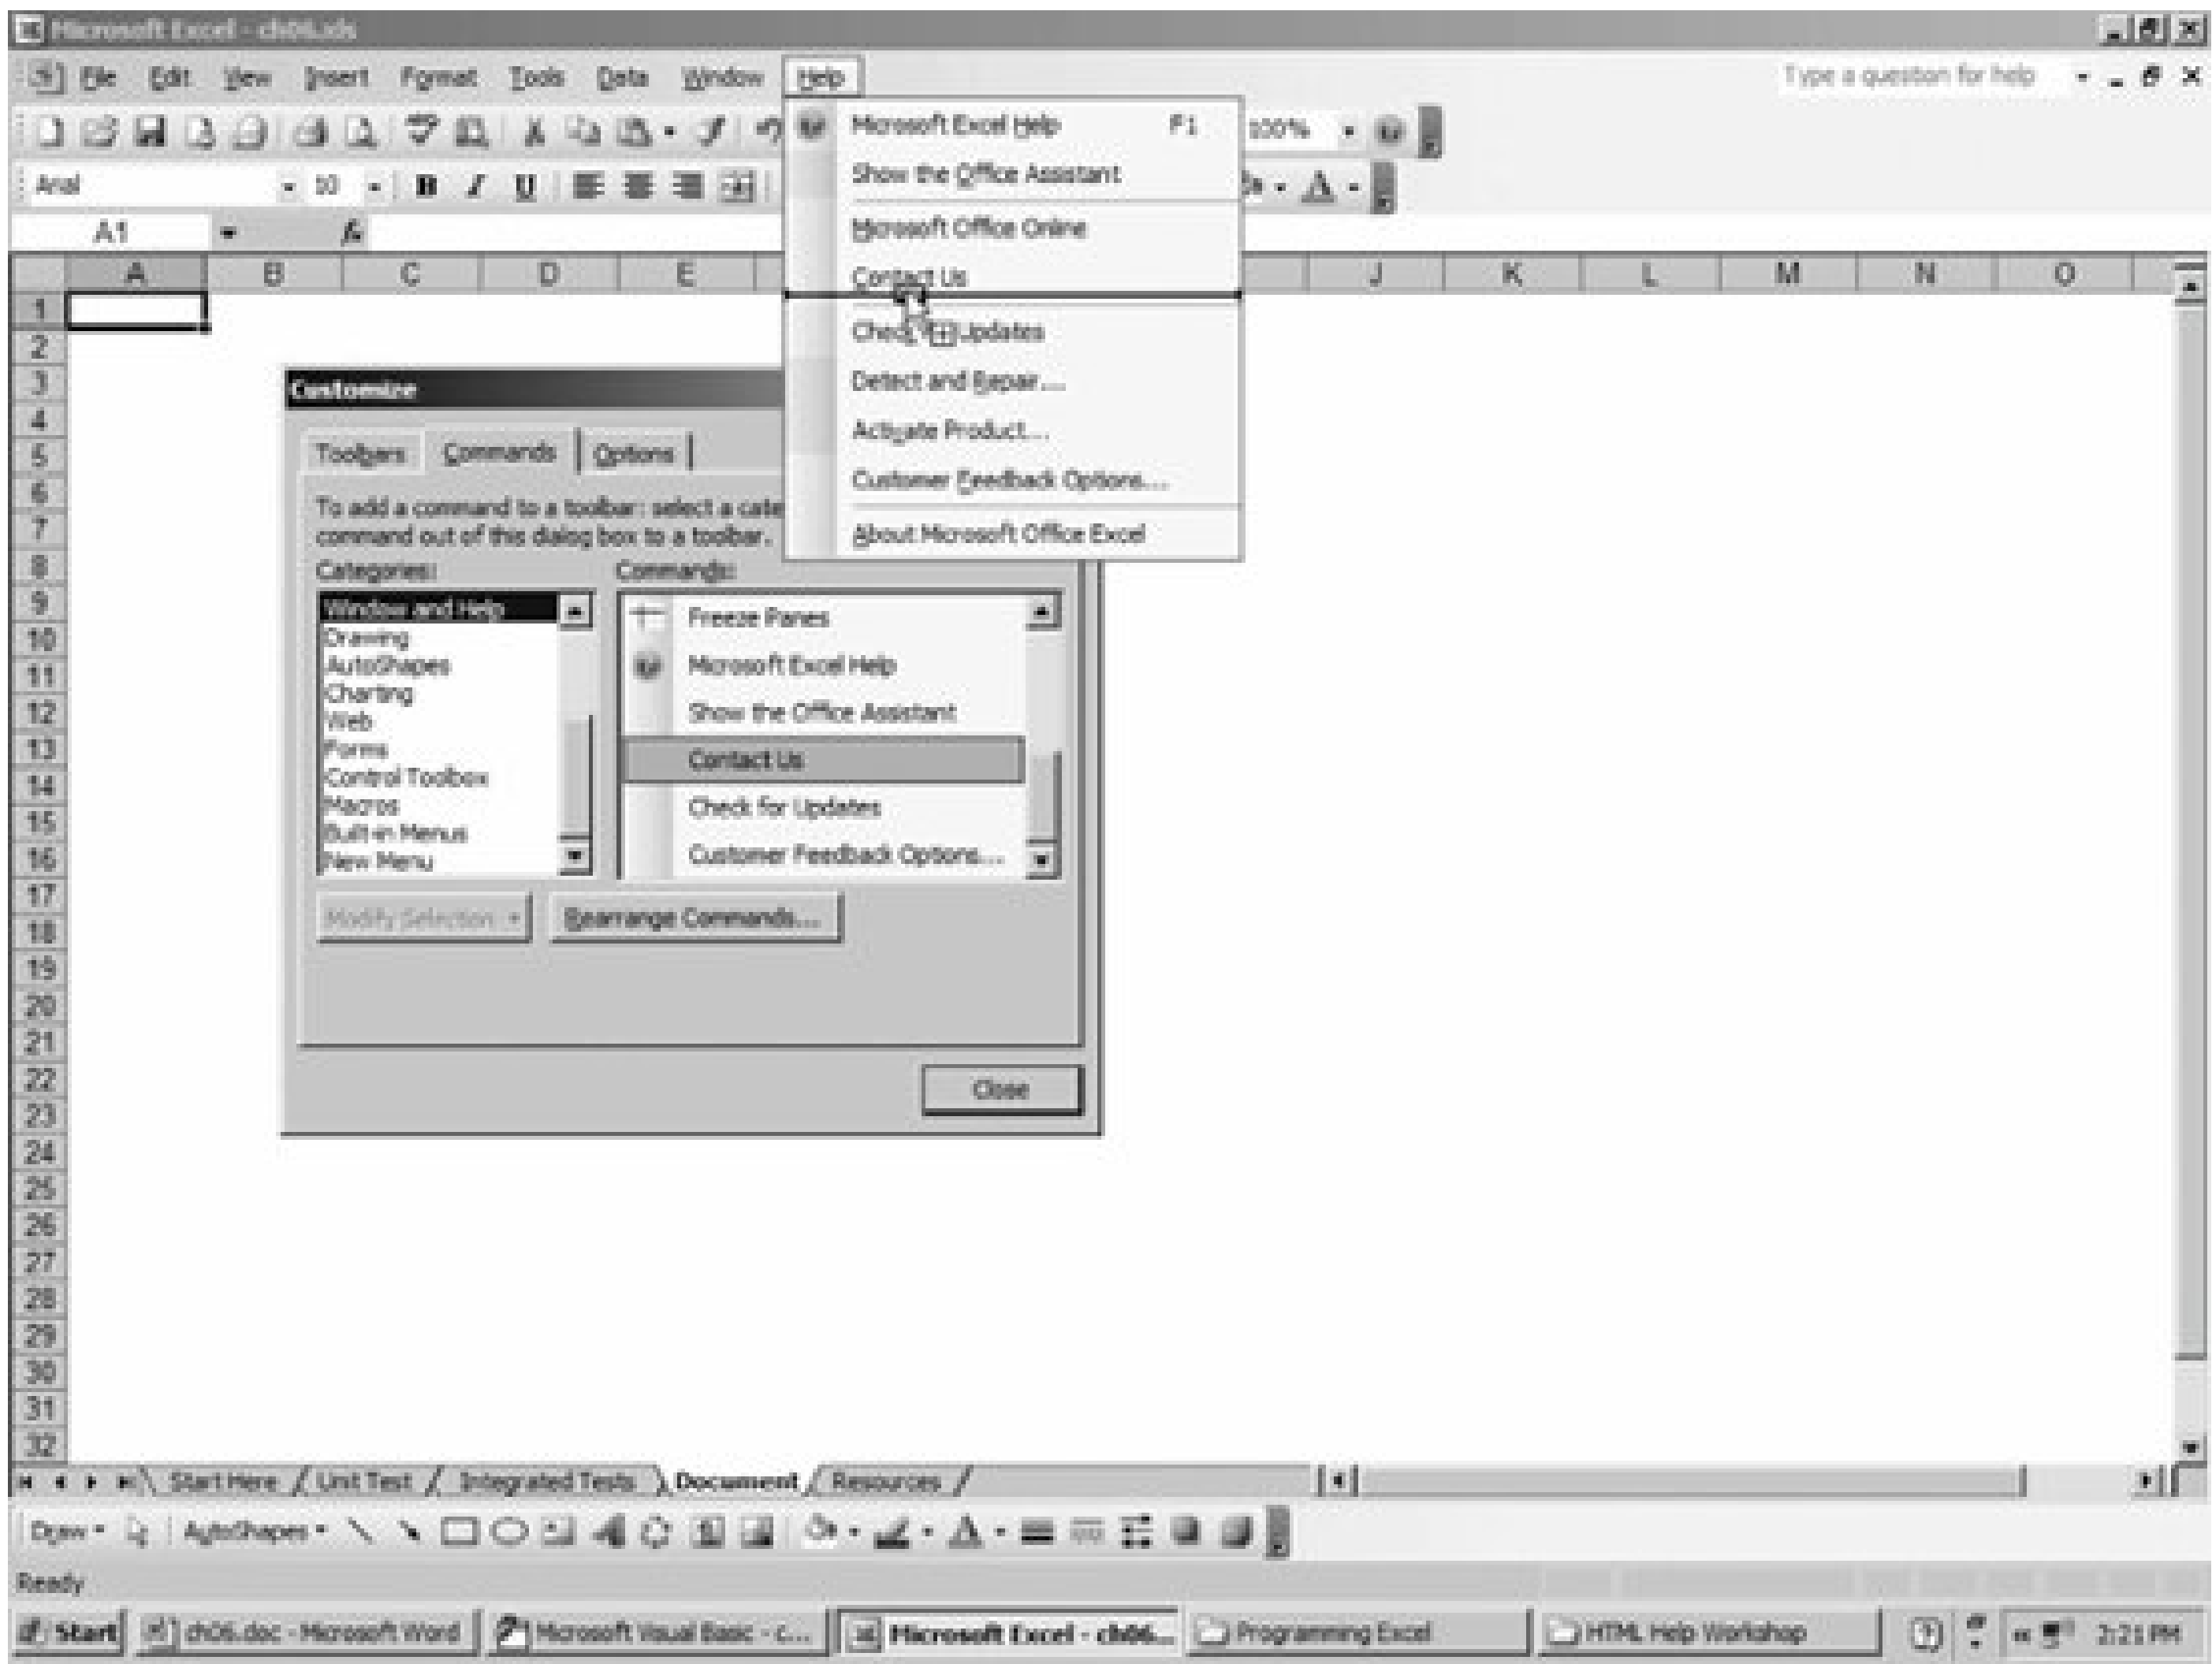 Microsoft Excel - ch06.xls
File Edit View Insert Format Tools Data Window Help Type a question for help
100%
Arial 10 B I U A
A1 fx
A B C D E J K L M N O
1
2
3
4
5
6
7
8
9
10
11
12
13
14
15
16
17
18
19
20
21
22
23
24
25
26
27
28
29
30
31
32
Microsoft Excel Help F1
Show the Office Assistant
Microsoft Office Online
Contact Us
Check Updates
Detect and Repair...
Activate Product...
Customer Feedback Options...
About Microsoft Office Excel
Customize
Toolbars Commands Options
To add a command to a toolbar: select a cate
command out of this dialog box to a toolbar.
Categories: Commands:
Window and Help
Drawing
AutoShapes
Charting
Web
Forms
Control Toolbox
Macros
Built-in Menus
New Menu
Freeze Panes
Microsoft Excel Help
Show the Office Assistant
Contact Us
Check for Updates
Customer Feedback Options...
Modify Selection Rearrange Commands...
Close
Start Here Unit Test Integrated Tests Document Resources
Draw AutoShapes A
Ready
Start ch06.doc - Microsoft Word Microsoft Visual Basic - c... Microsoft Excel - ch06... Programming Excel HTML Help Workshop 2:21 PM